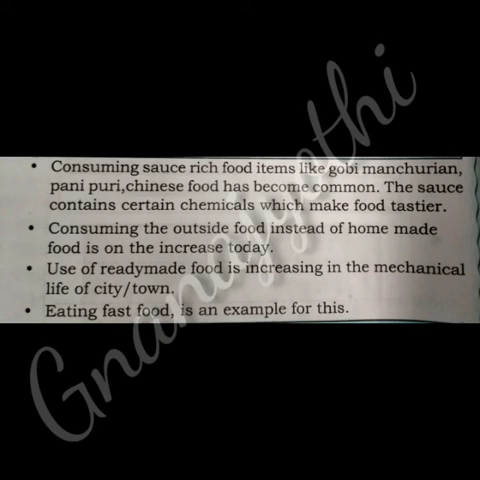 • Consuming sauce rich food items like gobi manchurian,
pani puri,chinese food has become common. The sauce
contains certain chemicals which make food tastier.
• Consuming the outside food instead of home made
food is on the increase today.
• Use of readymade food is increasing in the mechanical
life of city/town.
• Eating fast food, is an example for this.
Gnanajyethi